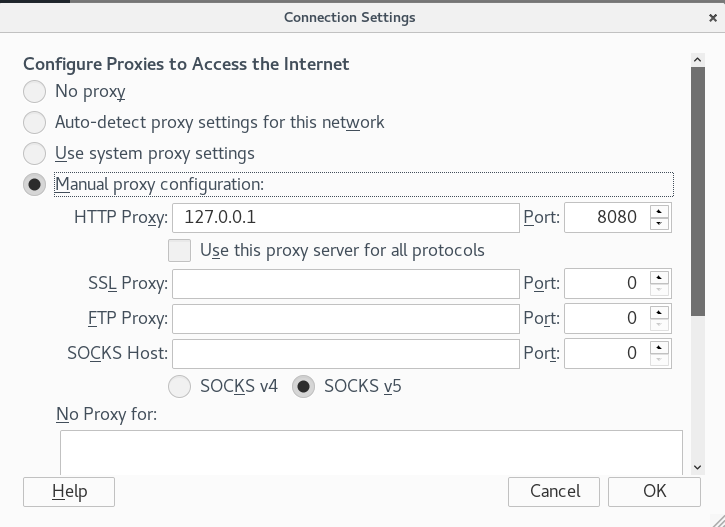 Connection Settings ×
Configure Proxies to Access the Internet
No proxy
Auto-detect proxy settings for this network
Use system proxy settings
Manual proxy configuration:
HTTP Proxy: 127.0.0.1 Port: 8080
Use this proxy server for all protocols
SSL Proxy: Port: 0
FTP Proxy: Port: 0
SOCKS Host: Port: 0
SOCKS v4 SOCKS v5
No Proxy for:
Help Cancel OK